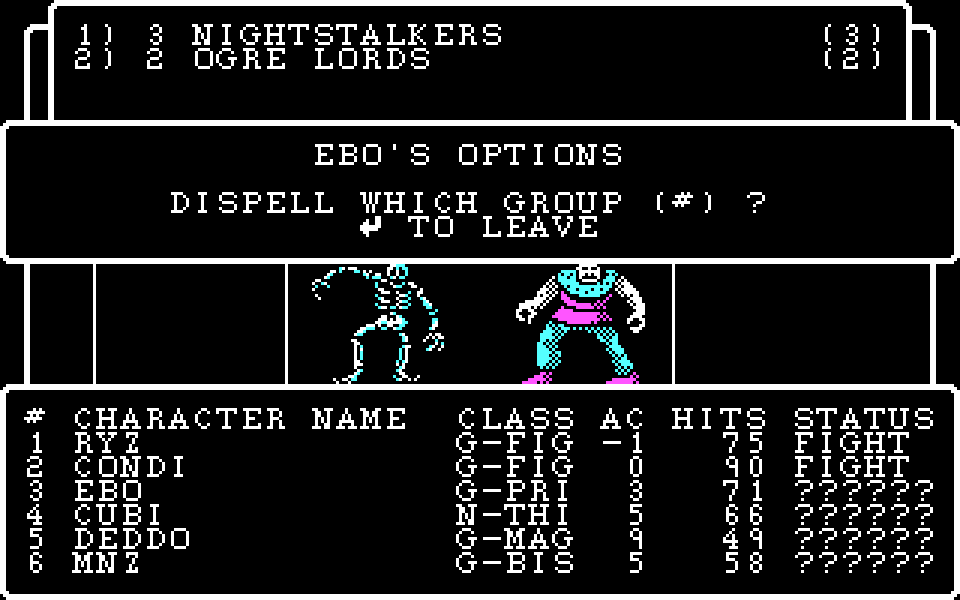 1) 3 NIGHTSTALKERS (3)
2) 2 OGRE LORDS (2)
EBO'S OPTIONS
DISPELL WHICH GROUP (#) ?
↵ TO LEAVE
# CHARACTER NAME CLASS AC HITS STATUS
1 RYZ G-FIG -1 75 FIGHT
2 CONDI G-FIG 0 90 FIGHT
3 EBO G-PRI 3 71 ??????
4 CUBI N-THI 5 66 ??????
5 DEDDO G-MAG 9 49 ??????
6 MNZ G-BIS 5 58 ??????